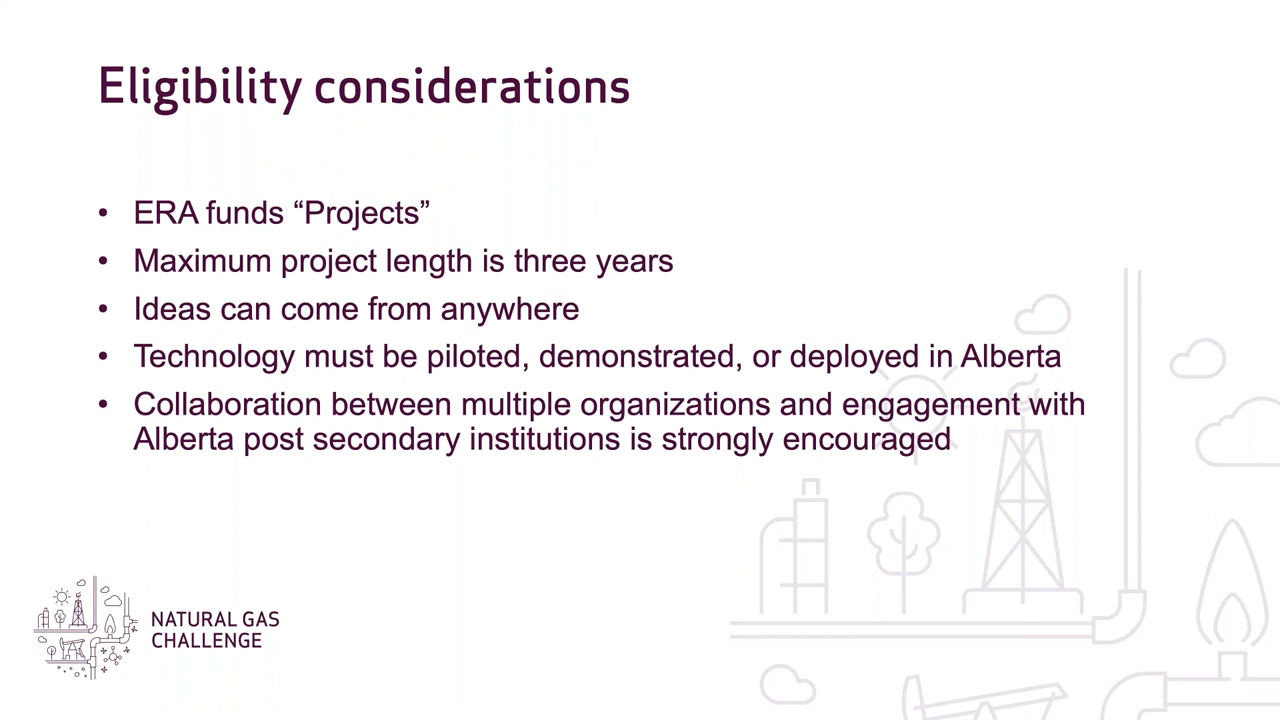 Eligibility considerations
• ERA funds “Projects”
• Maximum project length is three years
• Ideas can come from anywhere
• Technology must be piloted, demonstrated, or deployed in Alberta
• Collaboration between multiple organizations and engagement with
Alberta post secondary institutions is strongly encouraged
NATURAL GAS
CHALLENGE